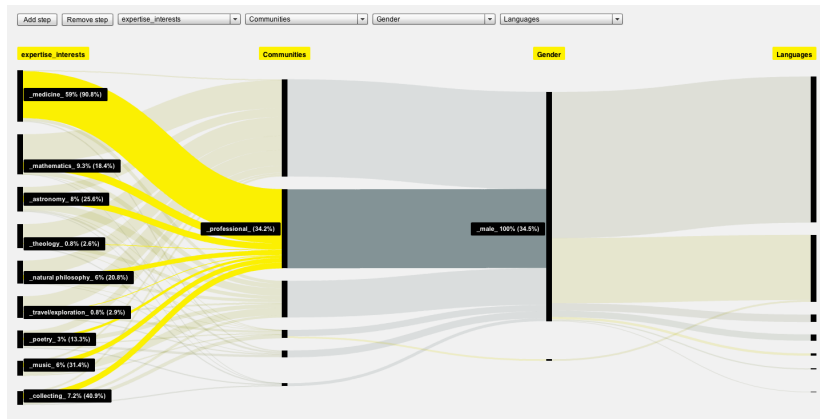 Add step Remove step expertise_interests Communities Gender Languages
expertise_interests Communities Gender Languages
_medicine_ 59% (90.8%)
_mathematics_ 9.3% (18.4%)
_astronomy_ 8% (25.6%)
_professional_ (34.2%) _male_ 100% (34.5%)
_theology_ 0.8% (2.6%)
_natural philosophy_ 6% (20.8%)
_travel/exploration_ 0.8% (2.9%)
_poetry_ 3% (13.3%)
_music_ 6% (31.4%)
_collecting_ 7.2% (40.9%)